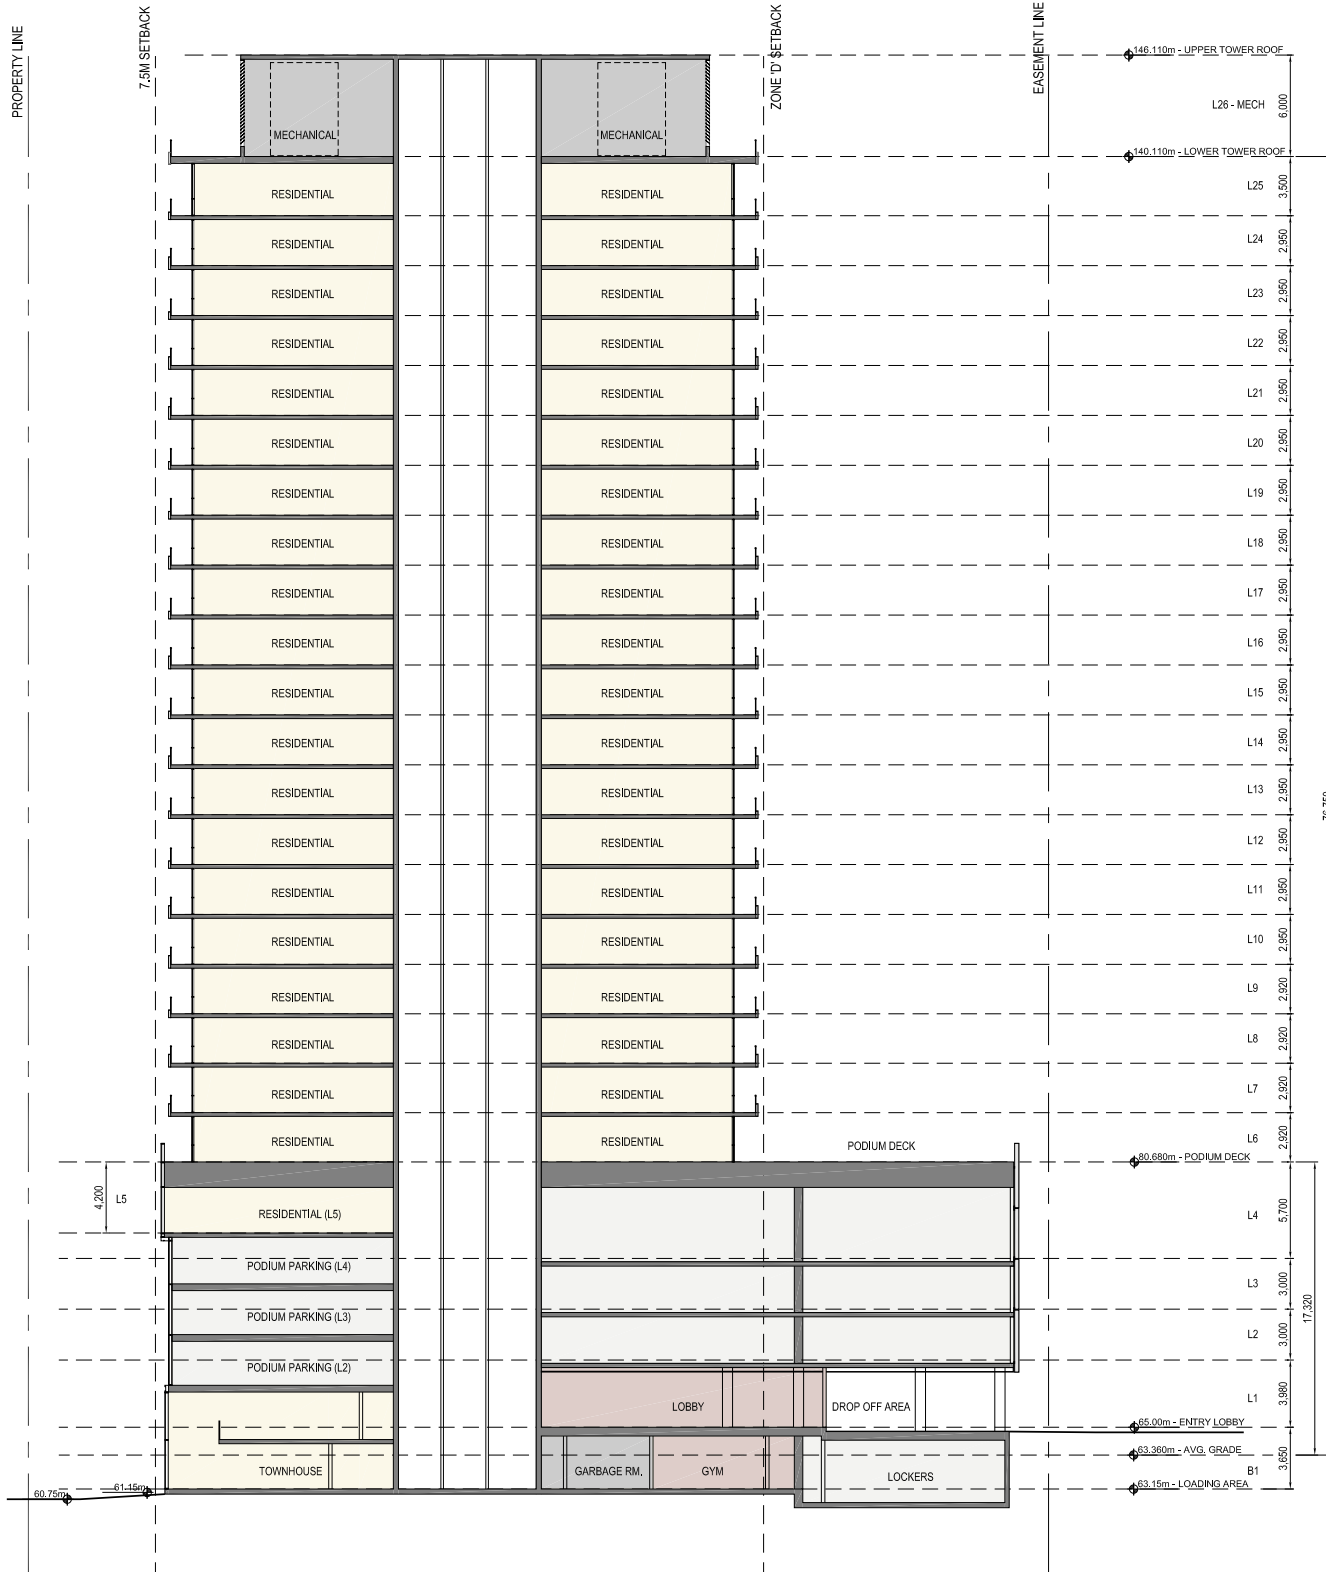 PROPERTY LINE
7.5M SETBACK
ZONE 'D' SETBACK
EASEMENT LINE
146.110m - UPPER TOWER ROOF
L26 - MECH 6,000
MECHANICAL MECHANICAL
140.110m - LOWER TOWER ROOF
RESIDENTIAL RESIDENTIAL L25 3,500
RESIDENTIAL RESIDENTIAL L24 2,950
RESIDENTIAL RESIDENTIAL L23 2,950
RESIDENTIAL RESIDENTIAL L22 2,950
RESIDENTIAL RESIDENTIAL L21 2,950
RESIDENTIAL RESIDENTIAL L20 2,950
RESIDENTIAL RESIDENTIAL L19 2,950
RESIDENTIAL RESIDENTIAL L18 2,950
RESIDENTIAL RESIDENTIAL L17 2,950
RESIDENTIAL RESIDENTIAL L16 2,950
RESIDENTIAL RESIDENTIAL L15 2,950
RESIDENTIAL RESIDENTIAL L14 2,950
RESIDENTIAL RESIDENTIAL L13 2,950
RESIDENTIAL RESIDENTIAL L12 2,950
RESIDENTIAL RESIDENTIAL L11 2,950
RESIDENTIAL RESIDENTIAL L10 2,950
RESIDENTIAL RESIDENTIAL L9 2,920
RESIDENTIAL RESIDENTIAL L8 2,920
RESIDENTIAL RESIDENTIAL L7 2,920
RESIDENTIAL RESIDENTIAL L6 2,920
PODIUM DECK
80.680m - PODIUM DECK
4,200 L5
RESIDENTIAL (L5) L4 5,700
PODIUM PARKING (L4)
L3 3,000
17,320
PODIUM PARKING (L3)
L2 3,000
PODIUM PARKING (L2)
LOBBY DROP OFF AREA L1 3,980
65.00m - ENTRY LOBBY
63.360m - AVG. GRADE
TOWNHOUSE GARBAGE RM. GYM LOCKERS B1 3,650
63.15m - LOADING AREA
61.15m
60.75m